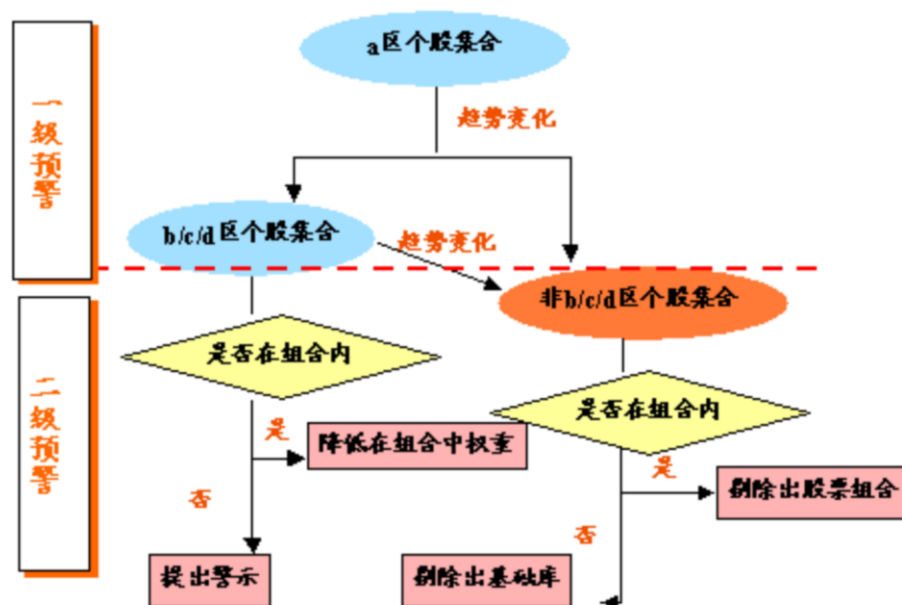 一级预警
a区个股集合
趋势变化
b/c/d区个股集合
趋势变化
非b/c/d区个股集合
二级预警
是否在组合内
是否在组合内
是
降低在组合中权重
是
剔除出股票组合
否
否
提出警示
剔除出基础库